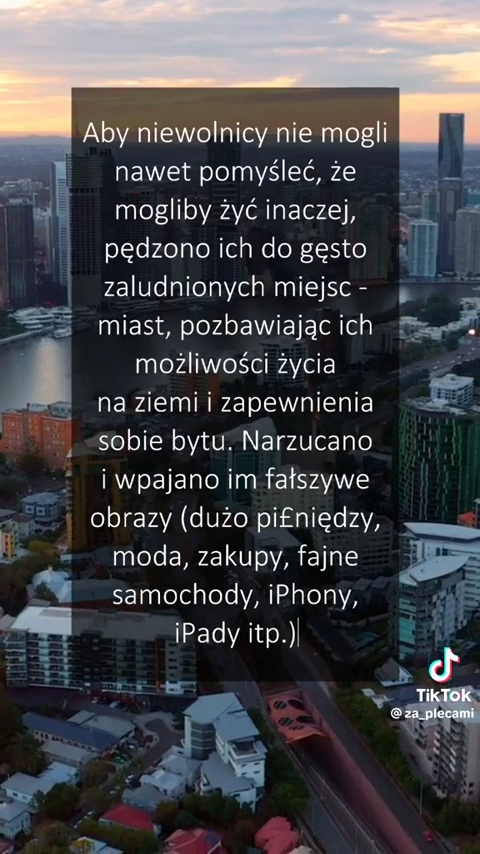 Aby niewolnicy nie mogli
nawet pomyśleć, że
mogliby żyć inaczej,
pędzono ich do gęsto
zaludnionych miejsc -
miast, pozbawiając ich
możliwości życia
na ziemi i zapewnienia
sobie bytu. Narzucano
i wpajano im fałszywe
obrazy (dużo pi£niędzy,
moda, zakupy, fajne
samochody, iPhony,
iPady itp.)
TikTok
@za_plecami